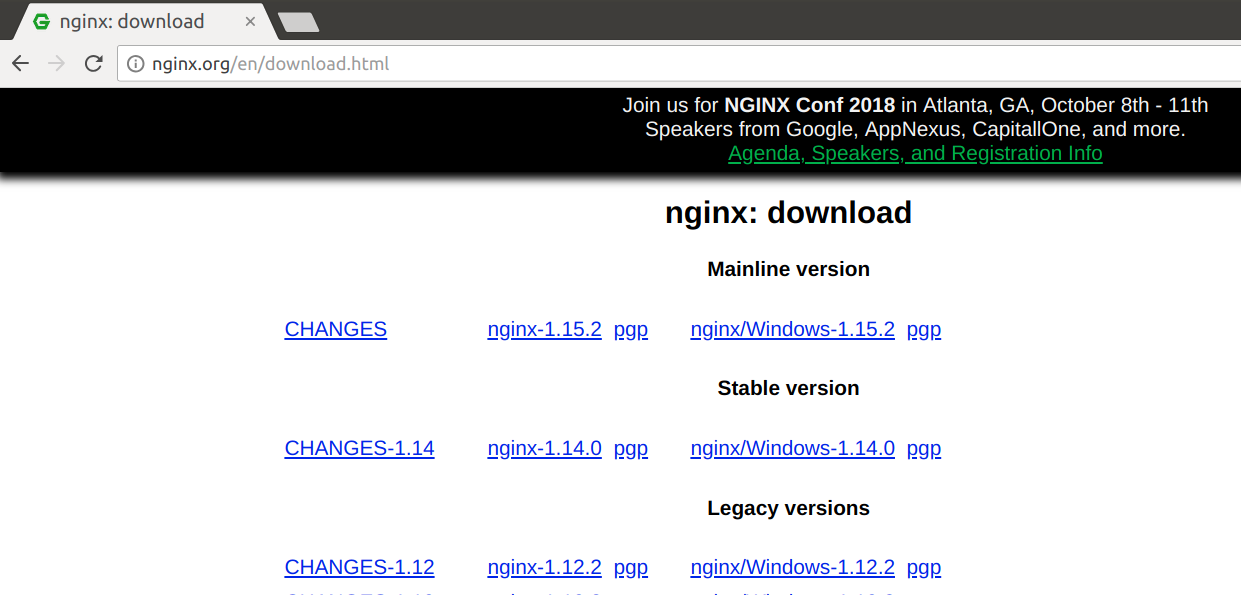 nginx: download
nginx.org/en/download.html
Join us for NGINX Conf 2018 in Atlanta, GA, October 8th - 11th
Speakers from Google, AppNexus, CapitallOne, and more.
Agenda, Speakers, and Registration Info
nginx: download
Mainline version
CHANGES nginx-1.15.2 pgp nginx/Windows-1.15.2 pgp
Stable version
CHANGES-1.14 nginx-1.14.0 pgp nginx/Windows-1.14.0 pgp
Legacy versions
CHANGES-1.12 nginx-1.12.2 pgp nginx/Windows-1.12.2 pgp